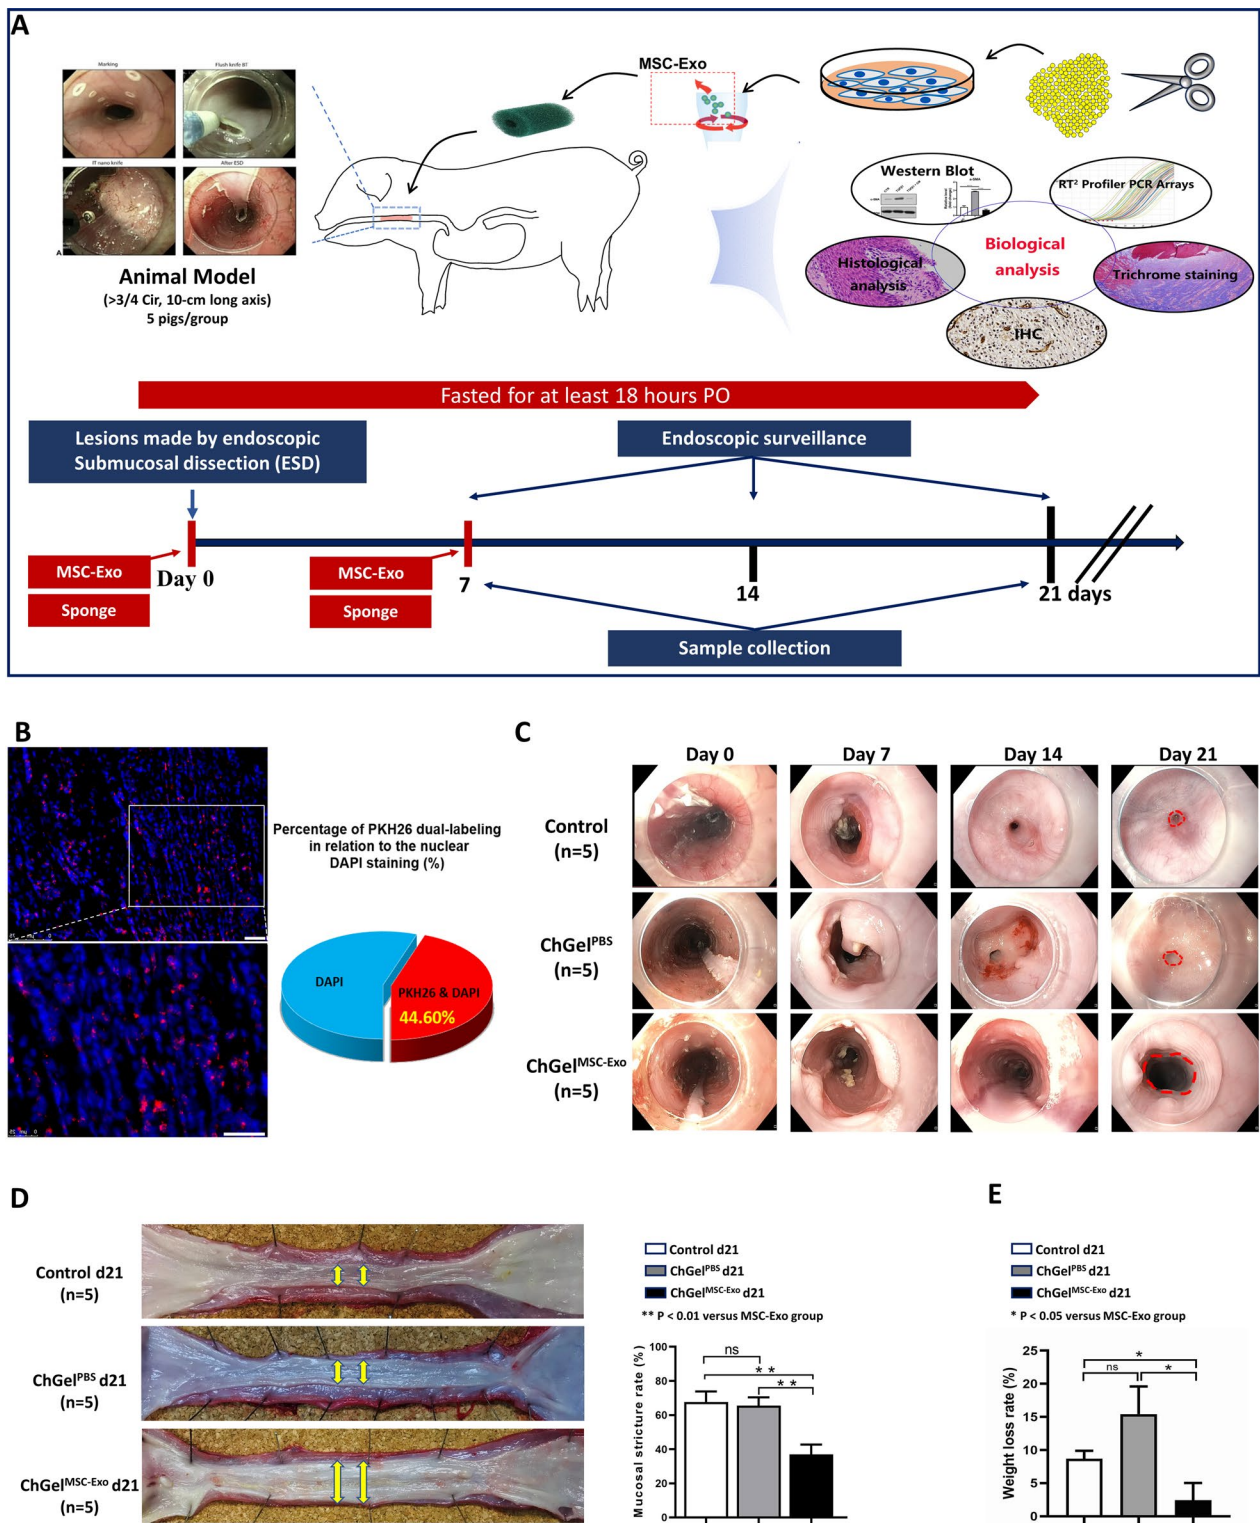 A
Marking
Flush knife BT
IT nano knife
After ESD
A
Animal Model
(>3/4 Cir, 10-cm long axis)
5 pigs/group
MSC-Exo
Western Blot
RT² Profiler PCR Arrays
Histological
analysis
Biological
analysis
Trichrome staining
IHC
Fasted for at least 18 hours PO
Lesions made by endoscopic
Submucosal dissection (ESD)
Endoscopic surveillance
MSC-Exo
Sponge
Day 0
MSC-Exo
Sponge
7
14
21 days
Sample collection
B
Percentage of PKH26 dual-labeling
in relation to the nuclear
DAPI staining (%)
DAPI
PKH26 & DAPI
44.60%
C
Day 0
Day 7
Day 14
Day 21
Control
(n=5)
ChGel^PBS
(n=5)
ChGel^MSC-Exo
(n=5)
D
Control d21
(n=5)
ChGel^PBS d21
(n=5)
ChGel^MSC-Exo d21
(n=5)
Control d21
ChGel^PBS d21
ChGel^MSC-Exo d21
** P < 0.01 versus MSC-Exo group
Mucosal stricture rate (%)
100
80
60
40
20
0
ns
**
**
E
Control d21
ChGel^PBS d21
ChGel^MSC-Exo d21
* P < 0.05 versus MSC-Exo group
Weight loss rate (%)
25
20
15
10
5
0
*
ns
*